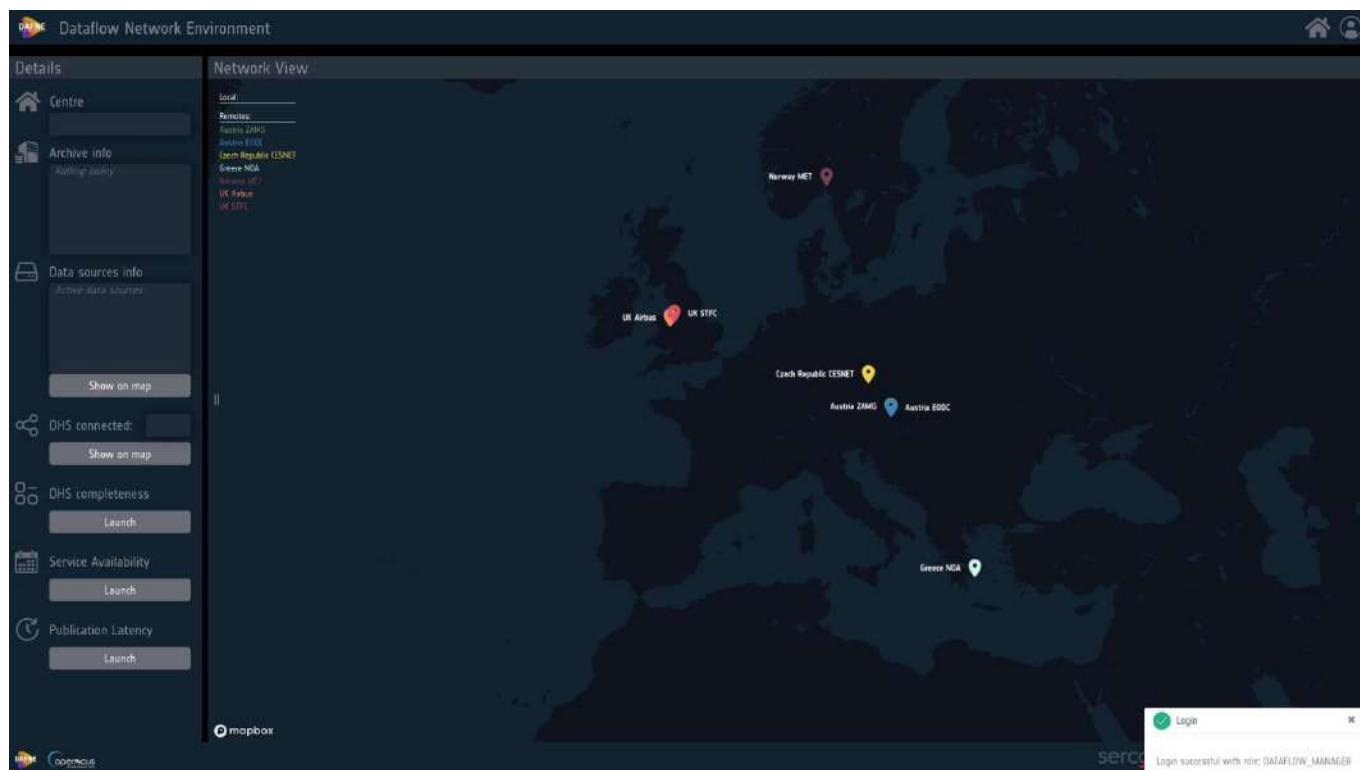 DAFNE Dataflow Network Environment
Details
Centre
Archive info
Rolling policy
Data sources info
Active data sources
Show on map
DHS connected:
Show on map
DHS completeness
Launch
Service Availability
Launch
Publication Latency
Launch
Network View
Local:
Remotes:
Austria ZAMG
Austria EODC
Czech Republic CESNET
Greece NOA
Norway MET
UK Airbus
UK STFC
Norway MET
UK Airbus UK STFC
Czech Republic CESNET
Austria ZAMG Austria EODC
Greece NOA
mapbox
Login
Login successful with role: DATAFLOW_MANAGER
DAFNE opernicus
serco